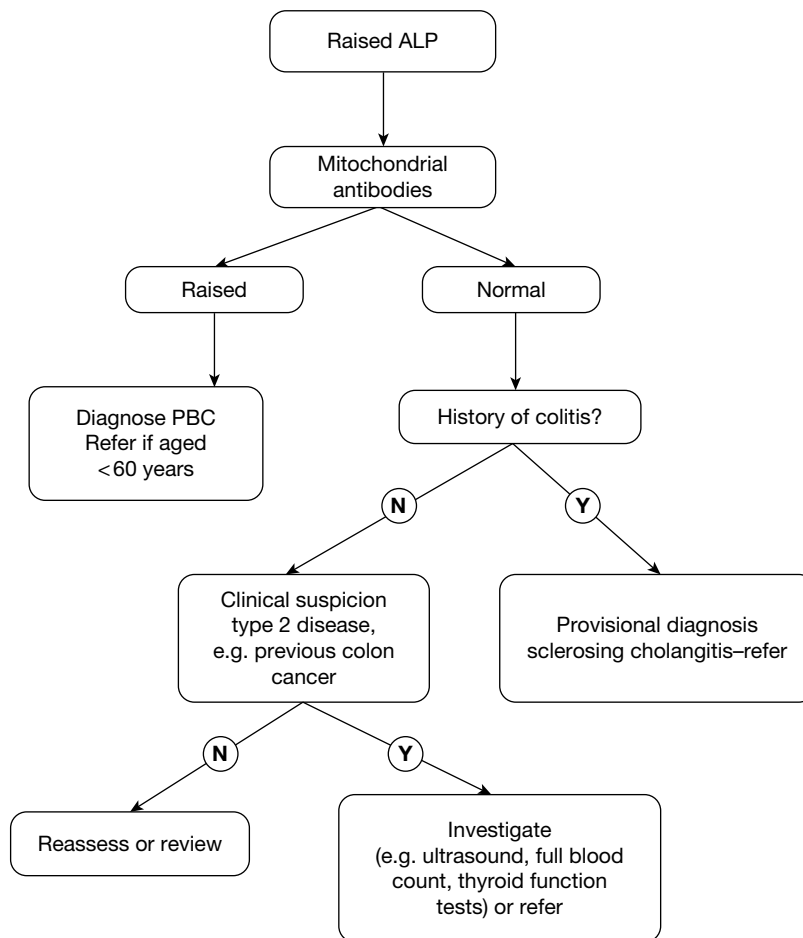 Raised ALP
Mitochondrial
antibodies
Raised
Normal
Diagnose PBC
Refer if aged
<60 years
History of colitis?
N
Y
Clinical suspicion
type 2 disease,
e.g. previous colon
cancer
Provisional diagnosis
sclerosing cholangitis–refer
N
Y
Reassess or review
Investigate
(e.g. ultrasound, full blood
count, thyroid function
tests) or refer